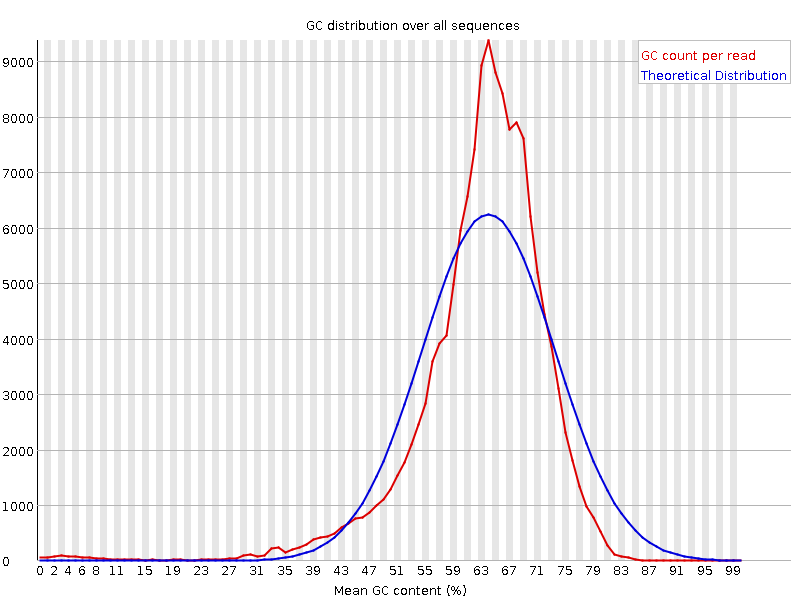 GC distribution over all sequences
GC count per read
Theoretical Distribution
9000
8000
7000
6000
5000
4000
3000
2000
1000
0
0 2 4 6 8 11 15 19 23 27 31 35 39 43 47 51 55 59 63 67 71 75 79 83 87 91 95 99
Mean GC content (%)